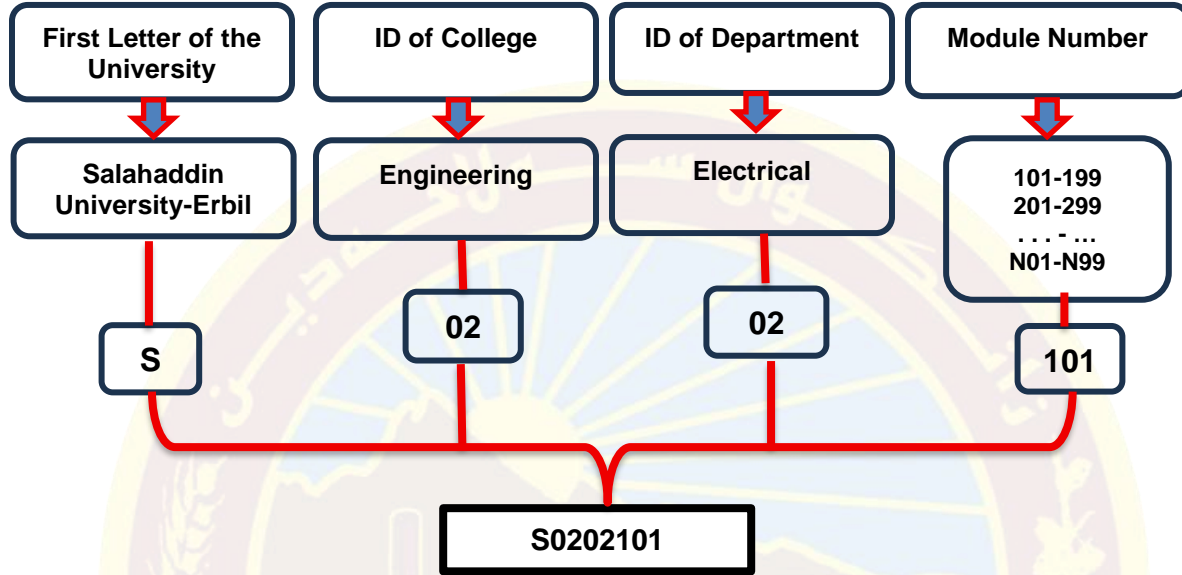 First Letter of the
University
ID of College
ID of Department
Module Number
Salahaddin
University-Erbil
Engineering
Electrical
101-199
201-299
. . . - ...
N01-N99
S
02
02
101
S0202101